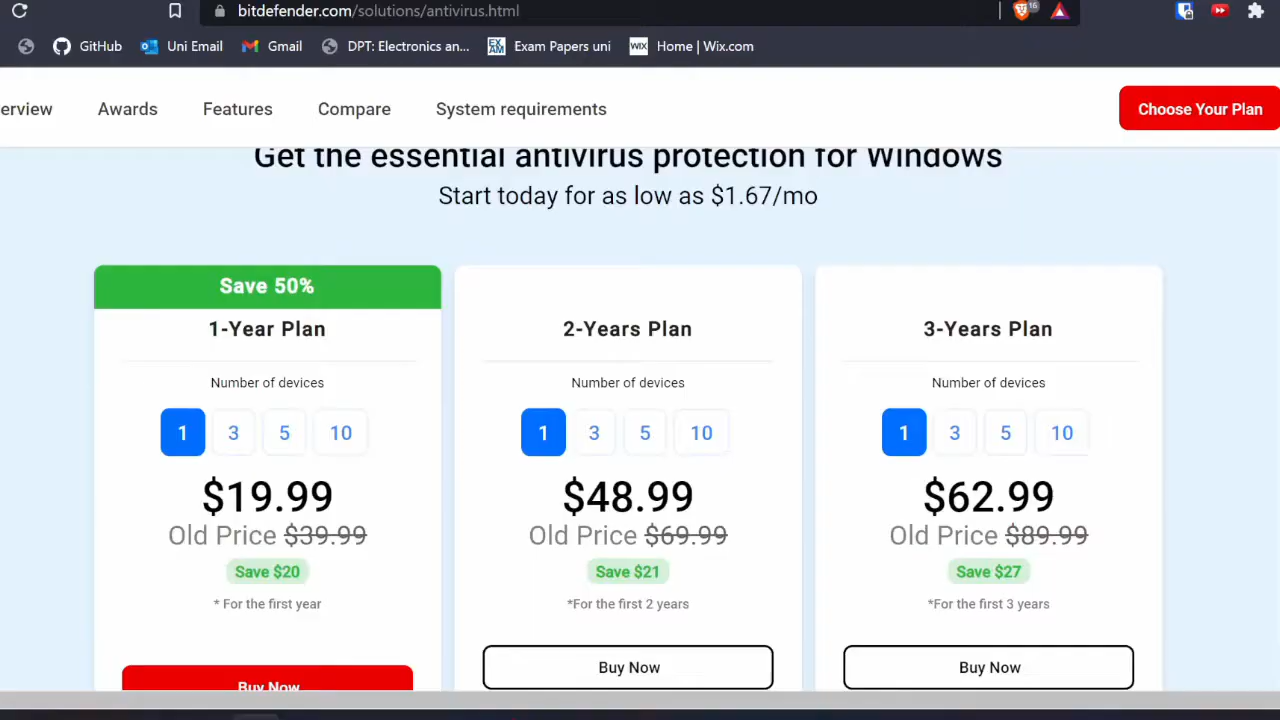 bitdefender.com/solutions/antivirus.html
16
GitHub
Uni Email
Gmail
DPT: Electronics an...
EXAM
Exam Papers uni
WIX
Home | Wix.com
erview
Awards
Features
Compare
System requirements
Choose Your Plan
Get the essential antivirus protection for Windows
Start today for as low as $1.67/mo
Save 50%
1-Year Plan
Number of devices
1 3 5 10
$19.99
Old Price $39.99
Save $20
* For the first year
Buy Now
2-Years Plan
Number of devices
1 3 5 10
$48.99
Old Price $69.99
Save $21
*For the first 2 years
Buy Now
3-Years Plan
Number of devices
1 3 5 10
$62.99
Old Price $89.99
Save $27
*For the first 3 years
Buy Now